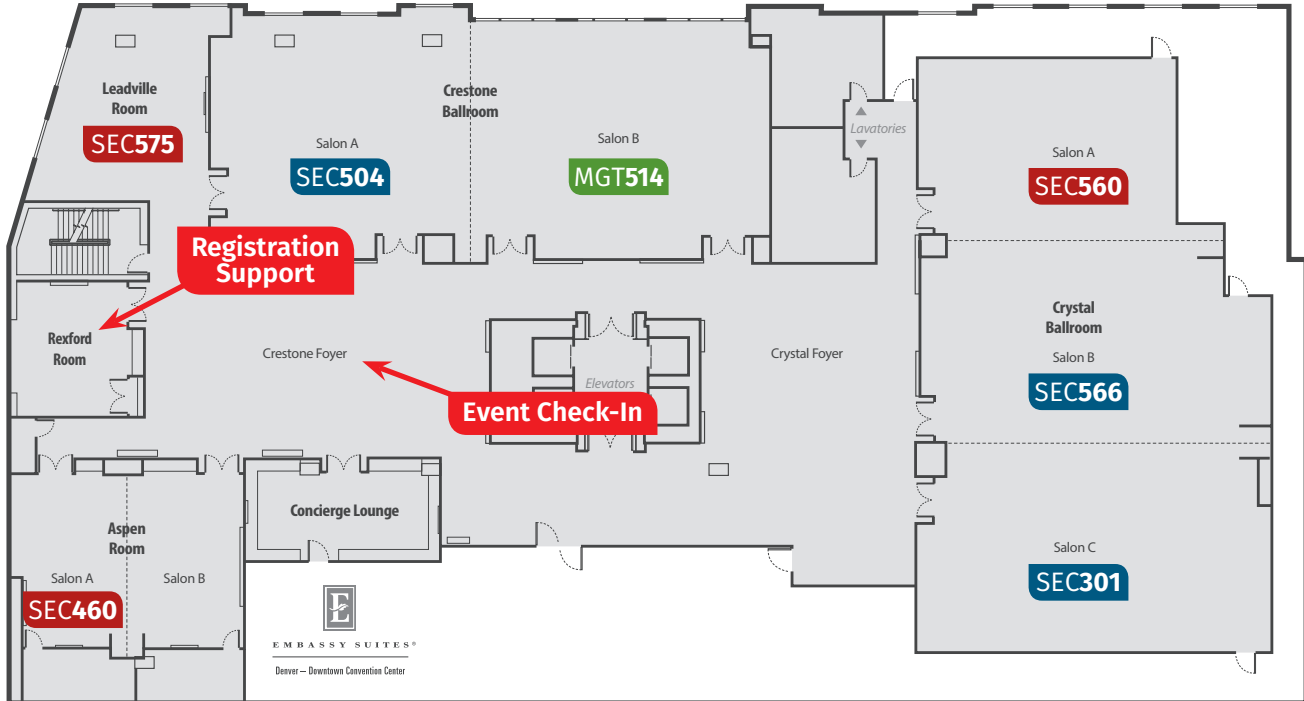 Leadville
Room
SEC575
Crestone
Ballroom
Salon A
SEC504
Salon B
MGT514
Lavatories
Salon A
SEC560
Registration
Support
Rexford
Room
Crestone Foyer
Elevators
Event Check-In
Crystal Foyer
Crystal
Ballroom
Salon B
SEC566
Concierge Lounge
Aspen
Room
Salon A
Salon B
SEC460
Salon C
SEC301
E
EMBASSY SUITES®
Denver – Downtown Convention Center